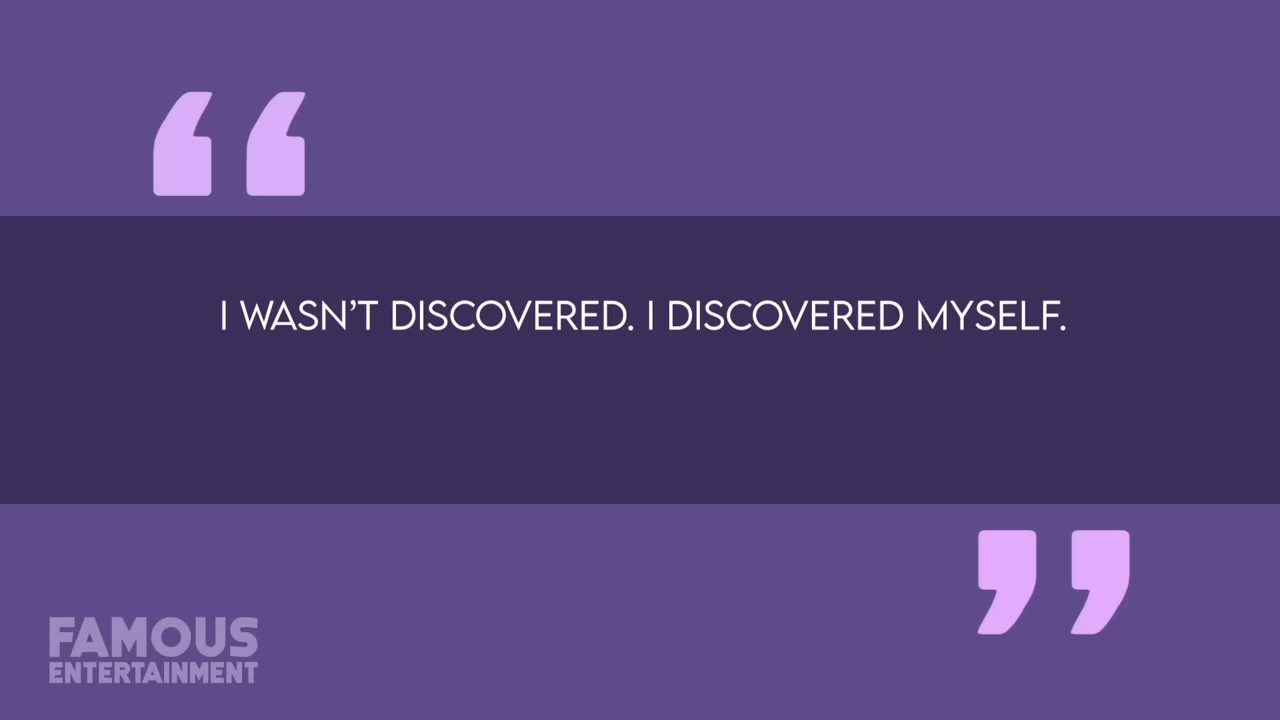 I WASN’T DISCOVERED. I DISCOVERED MYSELF.
FAMOUS
ENTERTAINMENT